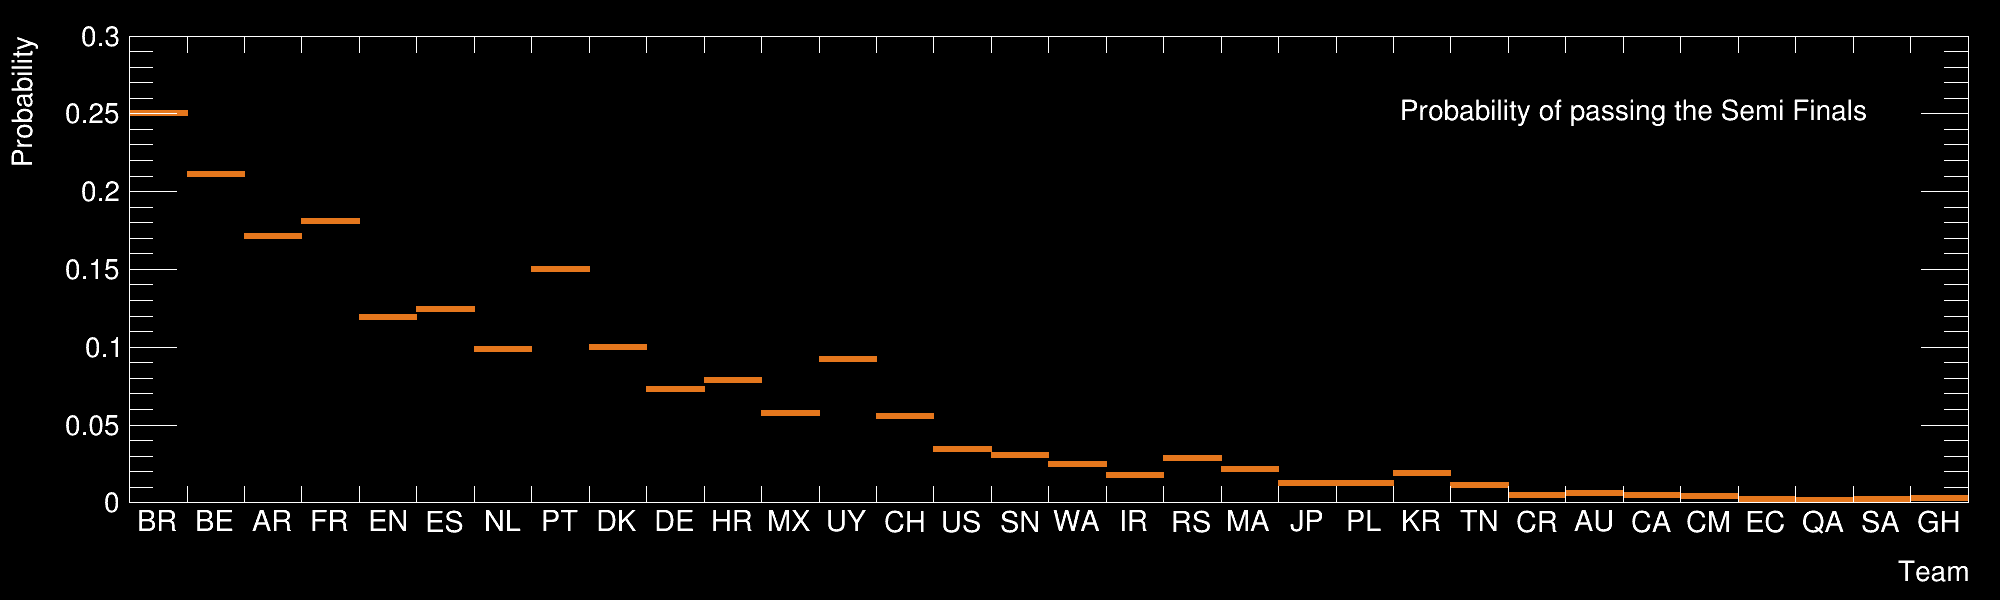 Probability
0.3
0.25
0.2
0.15
0.1
0.05
0
Probability of passing the Semi Finals
BR BE AR FR EN ES NL PT DK DE HR MX UY CH US SN WA IR RS MA JP PL KR TN CR AU CA CM EC QA SA GH
Team